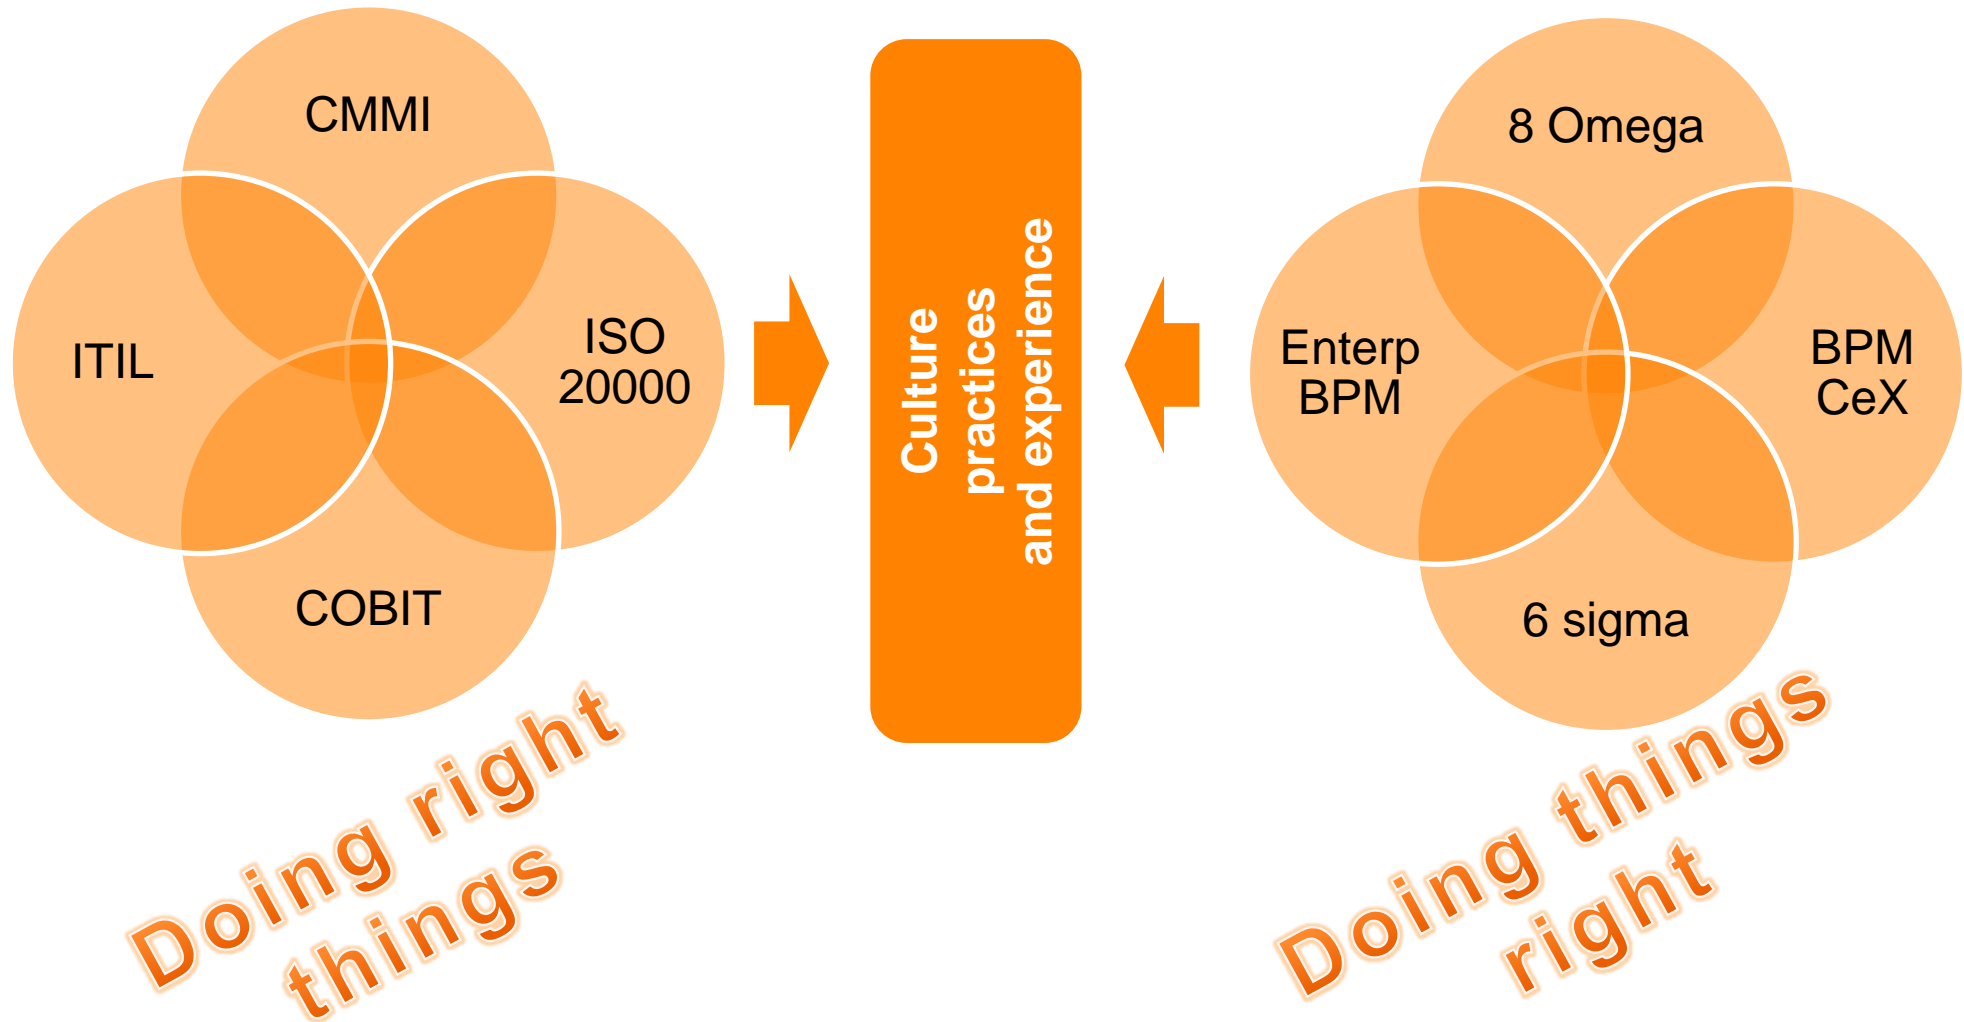 CMMI
ITIL
ISO
20000
COBIT
Doing right
things
Culture
practices
and experience
8 Omega
Enterp
BPM
BPM
CeX
6 sigma
Doing things
right